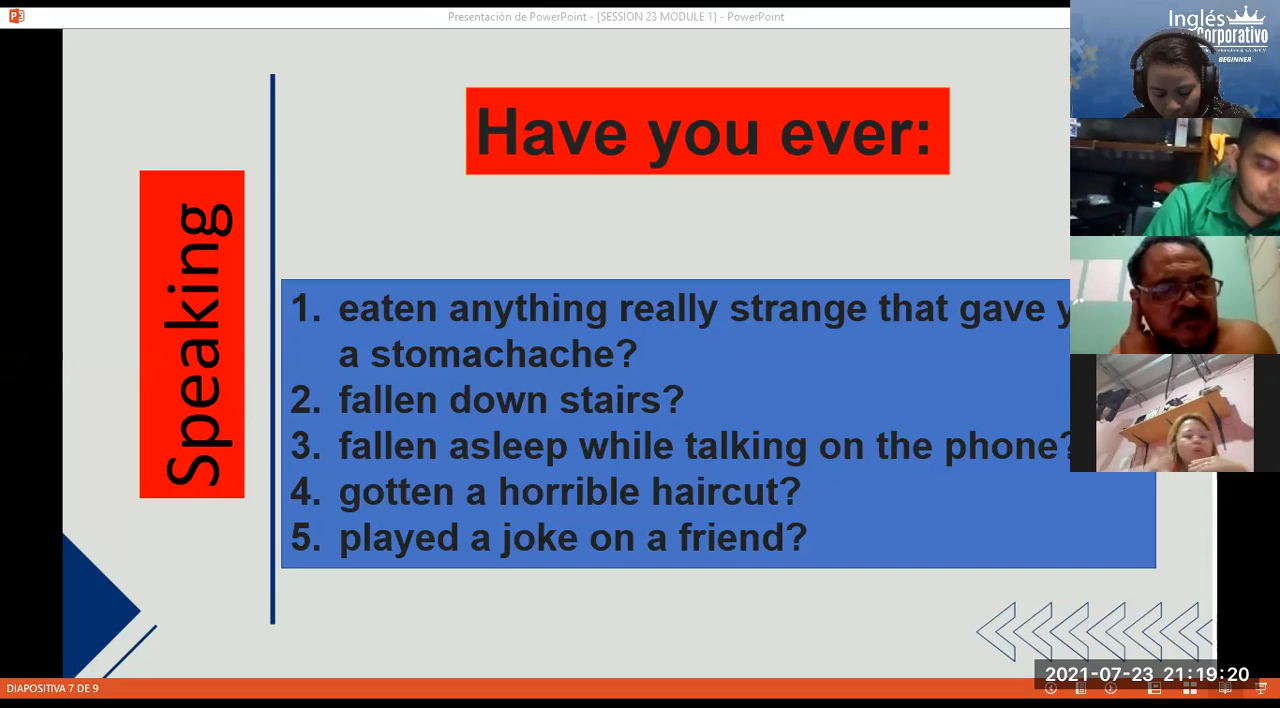 Presentación de PowerPoint - [SESSION 23 MODULE 1] - PowerPoint
Inglés
Corporativo
BEGINNER
Have you ever:
Speaking
1. eaten anything really strange that gave
a stomachache?
2. fallen down stairs?
3. fallen asleep while talking on the phone?
4. gotten a horrible haircut?
5. played a joke on a friend?
2021-07-23 21:19:20
DIAPOSITIVA 7 DE 9